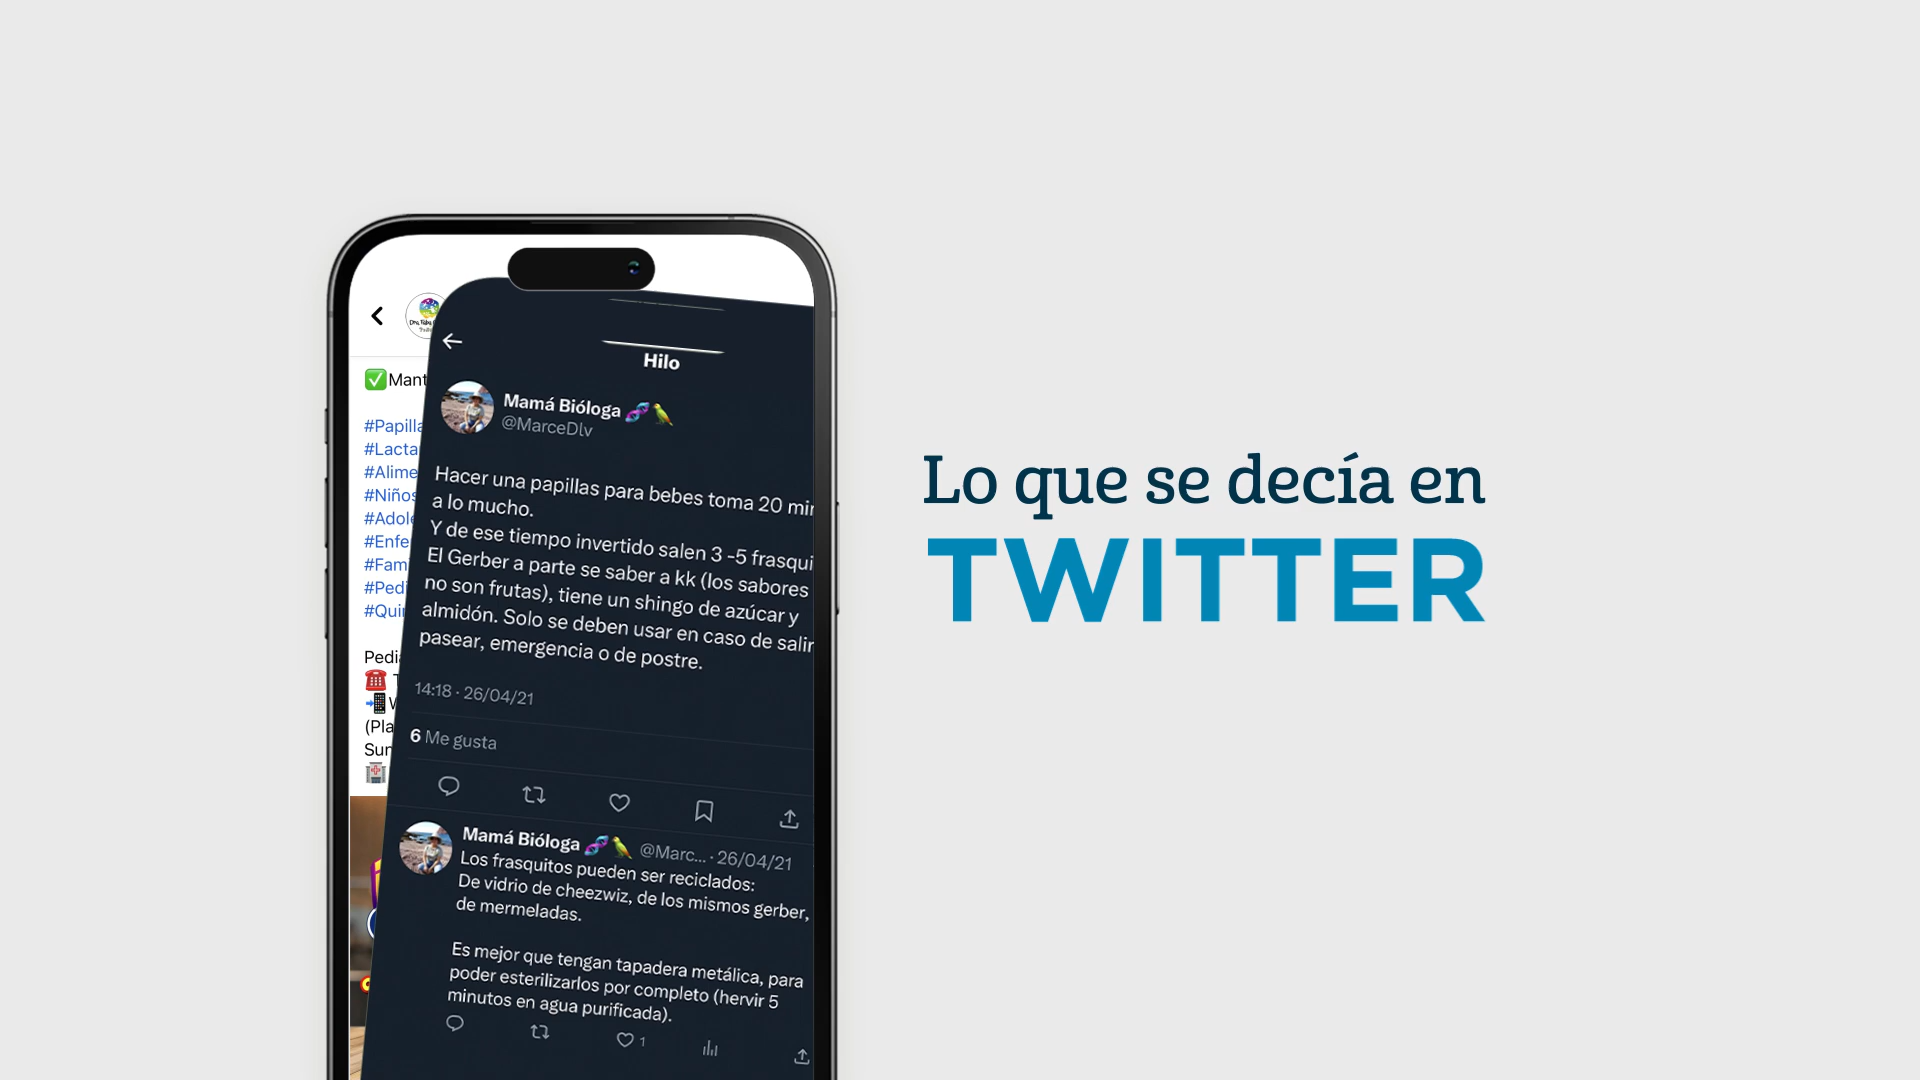 Mant
#Papilla
#Lacta
#Alime
#Niños
#Adole
#Enfe
#Fam
#Pedi
#Quir
Pedi
(Pla
Sur
Hilo
Mamá Bióloga
@MarceDlv
Hacer una papillas para bebes toma 20 min
a lo mucho.
Y de ese tiempo invertido salen 3 -5 frasqui
El Gerber a parte se saber a kk (los sabores
no son frutas), tiene un shingo de azúcar y
almidón. Solo se deben usar en caso de salir
pasear, emergencia o de postre.
14:18 · 26/04/21
6 Me gusta
Mamá Bióloga @Marc... · 26/04/21
Los frasquitos pueden ser reciclados:
De vidrio de cheezwiz, de los mismos gerber,
de mermeladas.
Es mejor que tengan tapadera metálica, para
poder esterilizarlos por completo (hervir 5
minutos en agua purificada).
1
Lo que se decía en
TWITTER